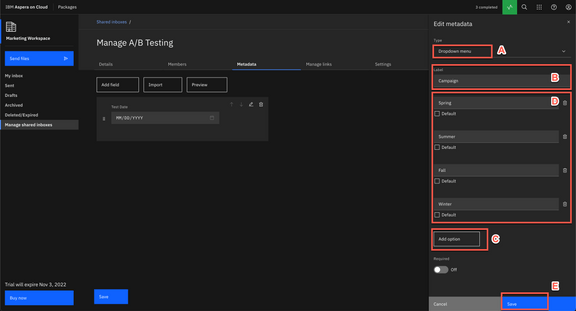 IBM Aspera on Cloud
Packages
3 completed
Marketing Workspace
Send files
My inbox
Sent
Drafts
Archived
Deleted/Expired
Manage shared inboxes
Trial will expire Nov 3, 2022
Buy now
Shared inboxes /
Manage A/B Testing
Details
Members
Metadata
Manage links
Settings
Add field
Import
Preview
Test Date
MM/DD/YYYY
Save
Edit metadata
Type
Dropdown menu
A
Label
B
Campaign
D
Spring
Default
Summer
Default
Fall
Default
Winter
Default
Add option
C
Required
Off
E
Cancel
Save